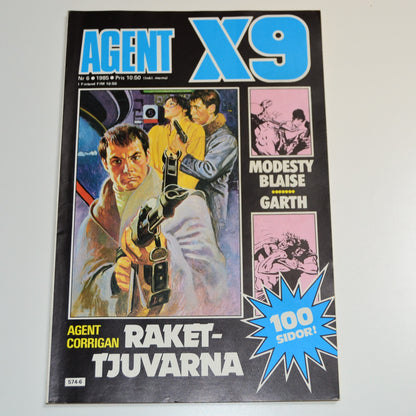 AGENT X9
Nr 6 ● 1985 ● Pris 10:50 (inkl moms)
I Finland FIM 10:50
MODESTY
BLAISE
GARTH
100
SIDOR!
AGENT
CORRIGAN
RAKET-
TJUVARNA
574-6